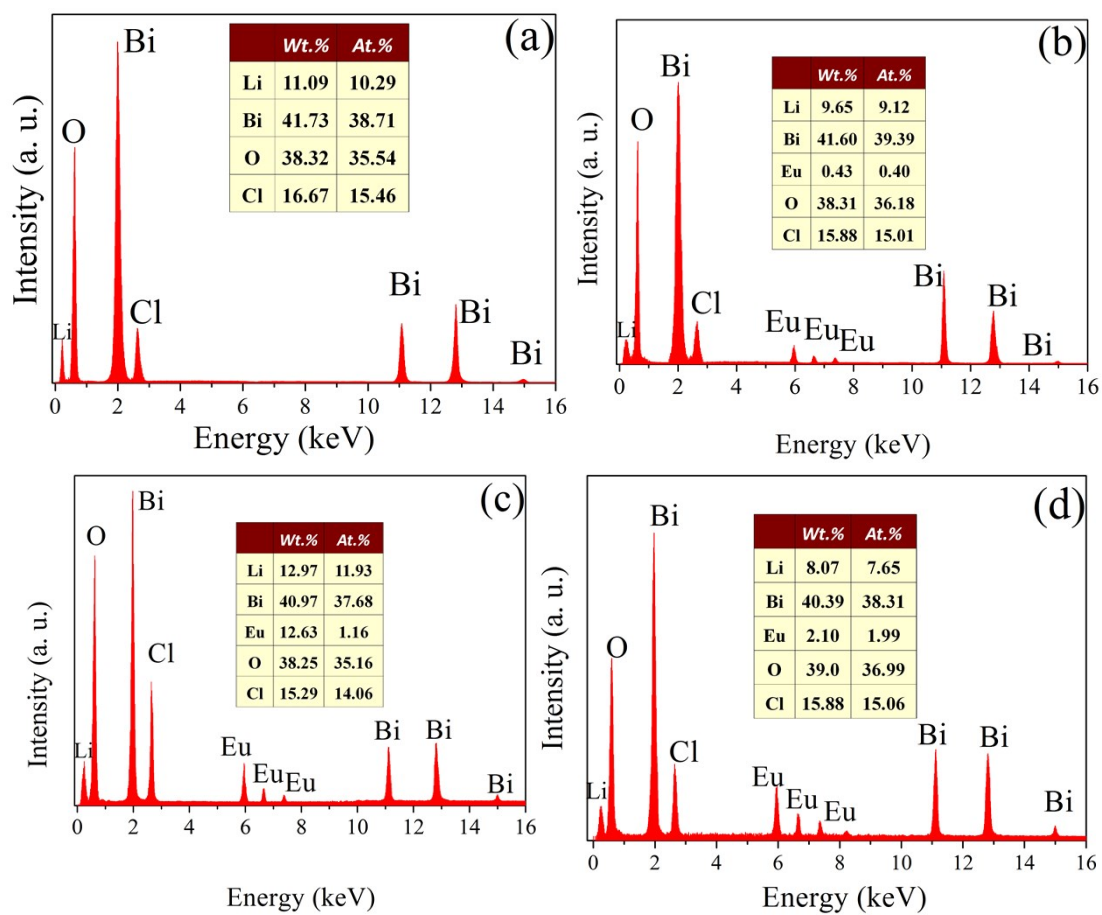 (a)
Bi
Wt.% At.%
Li 11.09 10.29
Bi 41.73 38.71
O 38.32 35.54
Cl 16.67 15.46
O
Li
Cl
Bi
Bi
Bi
Intensity (a. u.)
0 2 4 6 8 10 12 14 16
Energy (keV)
(b)
Bi
Wt.% At.%
Li 9.65 9.12
Bi 41.60 39.39
Eu 0.43 0.40
O 38.31 36.18
Cl 15.88 15.01
O
Li
Cl
Eu
Eu
Eu
Bi
Bi
Bi
Intensity (a. u.)
0 2 4 6 8 10 12 14 16
Energy (keV)
(c)
Bi
Wt.% At.%
Li 12.97 11.93
Bi 40.97 37.68
Eu 12.63 1.16
O 38.25 35.16
Cl 15.29 14.06
O
Li
Cl
Eu
Eu
Eu
Bi
Bi
Bi
Intensity (a. u.)
0 2 4 6 8 10 12 14 16
Energy (keV)
(d)
Bi
Wt.% At.%
Li 8.07 7.65
Bi 40.39 38.31
Eu 2.10 1.99
O 39.0 36.99
Cl 15.88 15.06
O
Li
Cl
Eu
Eu
Eu
Bi
Bi
Bi
Intensity (a. u.)
0 2 4 6 8 10 12 14 16
Energy (keV)